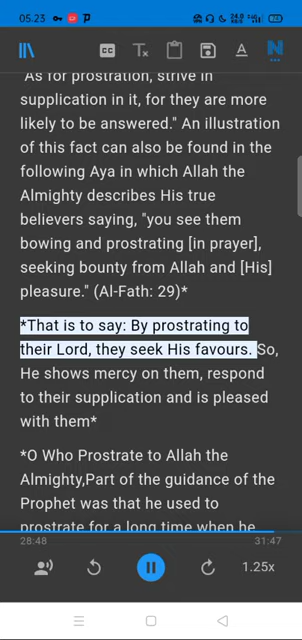 05.23
24.0
KB/s
72
CC
As for prostration, strive in
supplication in it, for they are more
likely to be answered." An illustration
of this fact can also be found in the
following Aya in which Allah the
Almighty describes His true
believers saying, "you see them
bowing and prostrating [in prayer],
seeking bounty from Allah and [His]
pleasure." (Al-Fath: 29)*
*That is to say: By prostrating to
their Lord, they seek His favours. So,
He shows mercy on them, respond
to their supplication and is pleased
with them*
*O Who Prostrate to Allah the
Almighty,Part of the guidance of the
Prophet was that he used to
prostrate for a long time when he
28:48
31:47
1.25x